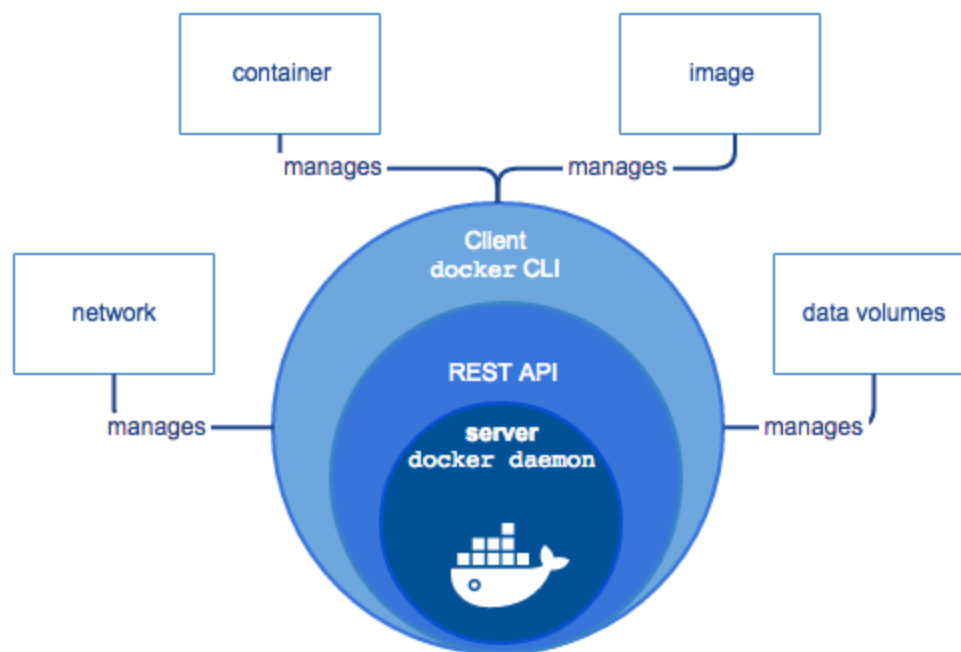 container
image
manages
manages
Client
docker CLI
network
data volumes
REST API
manages
manages
server
docker daemon